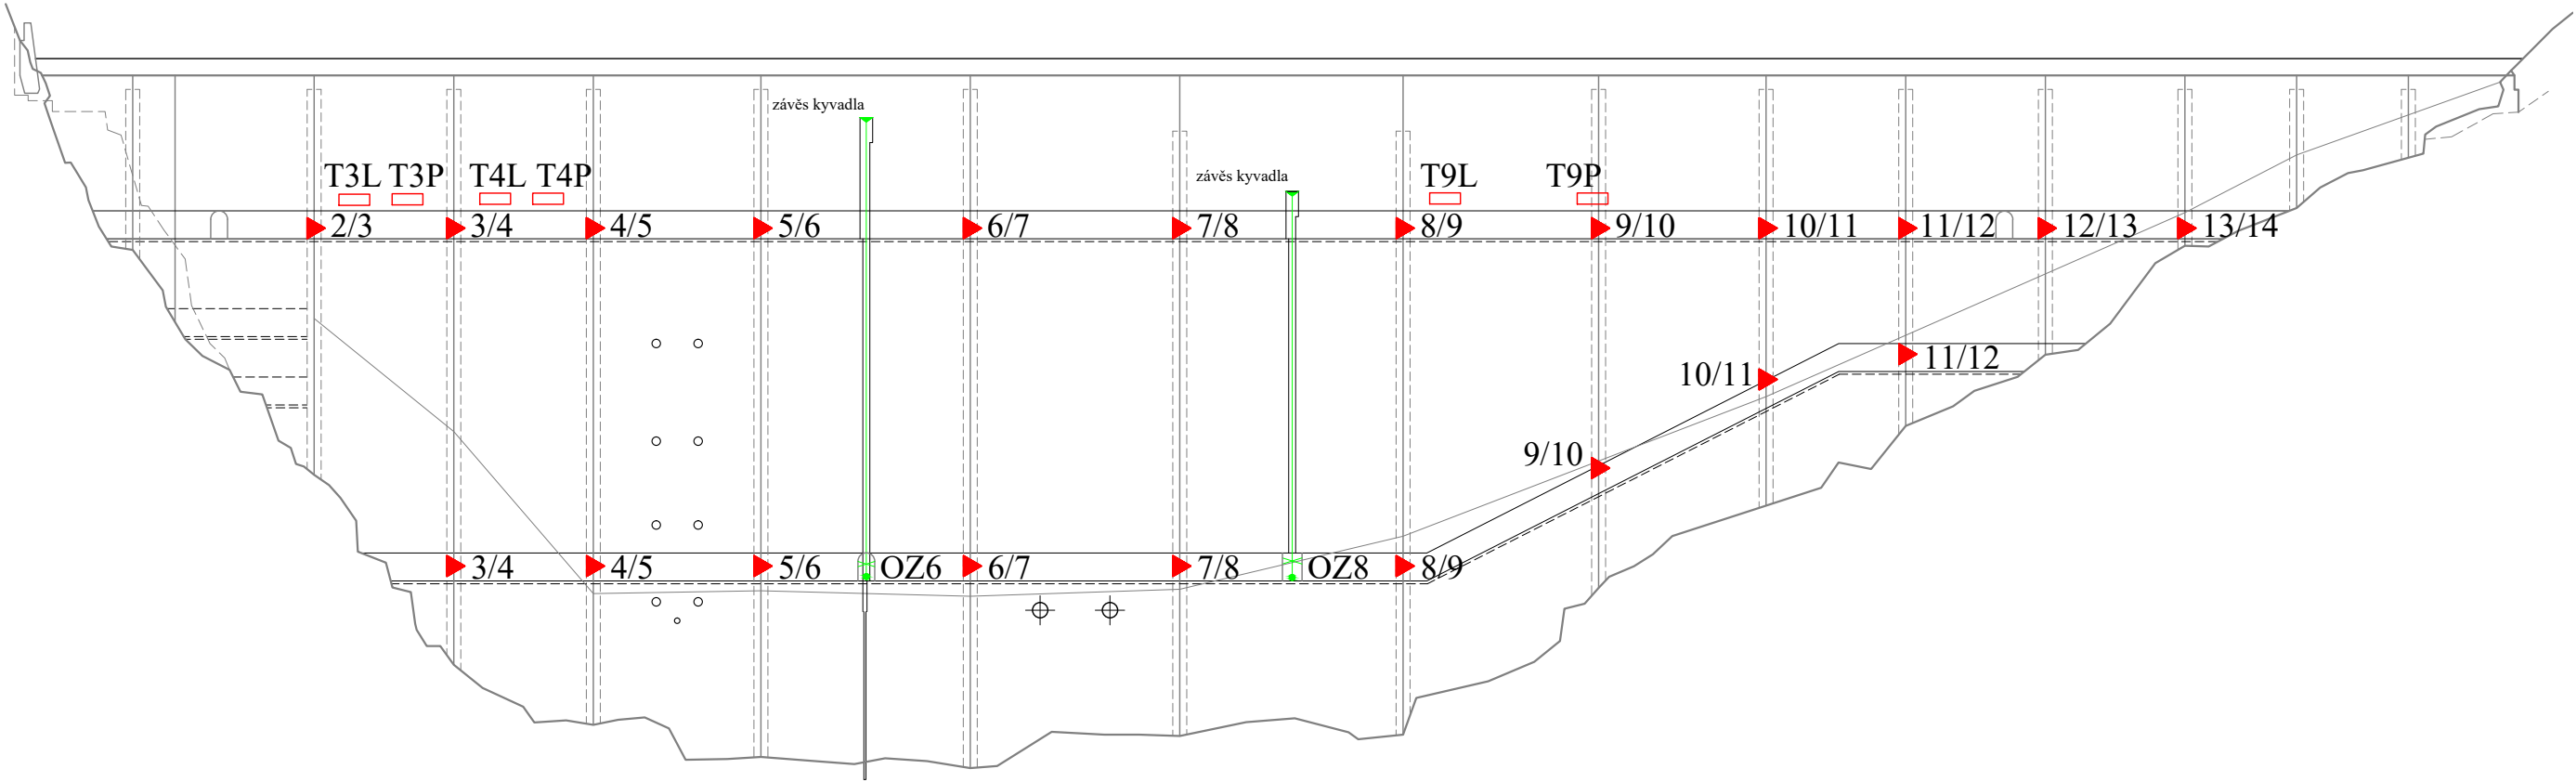 závěs kyvadla
závěs kyvadla
T3L T3P T4L T4P T9L T9P
2/3 3/4 4/5 5/6 6/7 7/8 8/9 9/10 10/11 11/12 12/13 13/14
11/12
10/11
9/10
3/4 4/5 5/6 OZ6 6/7 7/8 OZ8 8/9